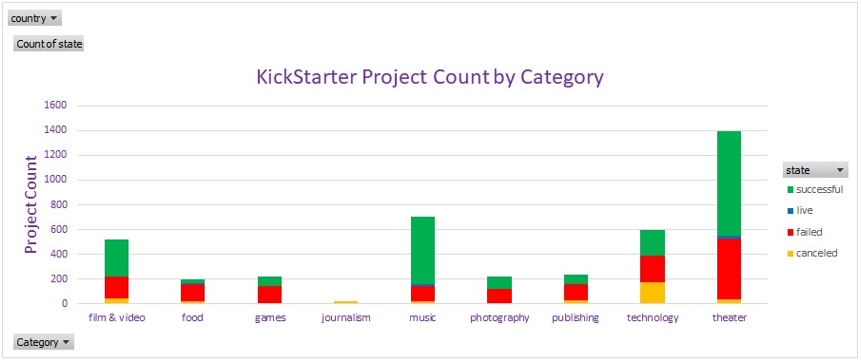 country
Count of state
KickStarter Project Count by Category
Project Count
1600
1400
1200
1000
800
600
400
200
0
film & video food games journalism music photography publishing technology theater
state
successful
live
failed
canceled
Category